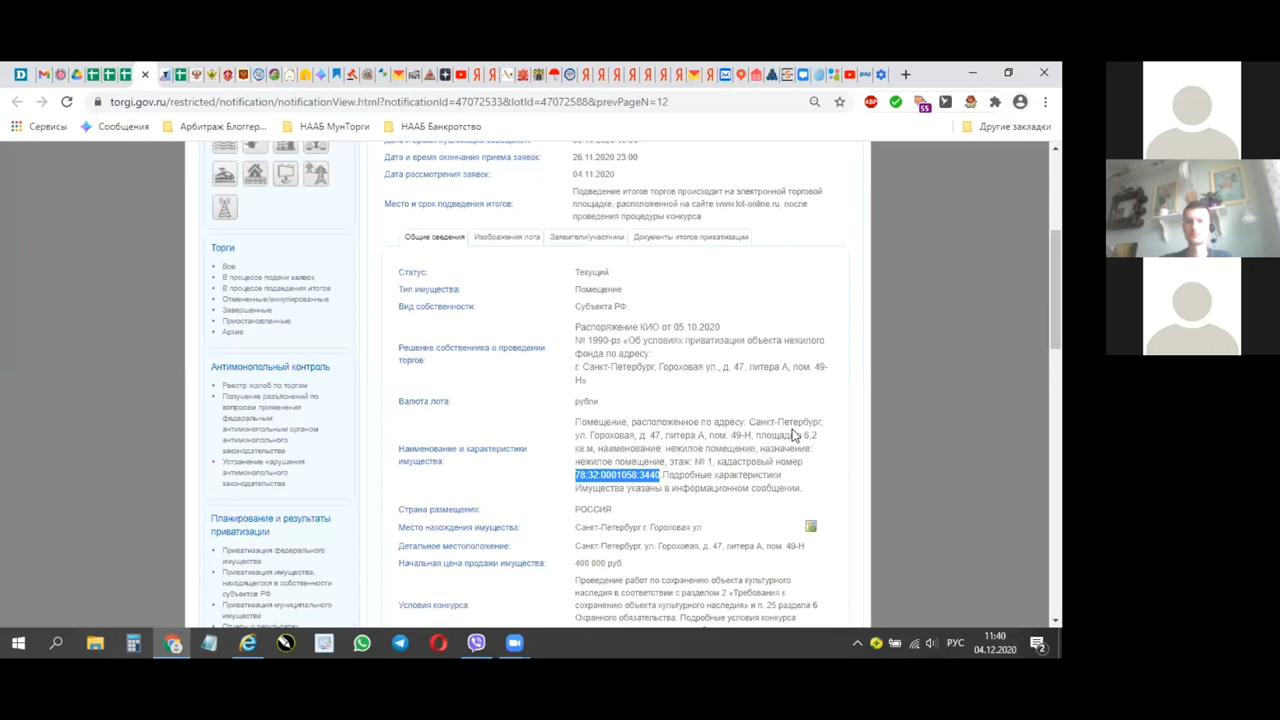 torgi.gov.ru/restricted/notification/notificationView.html?notificationId=47072533&lotId=47072588&prevPageN=12
ABP
55
Сервисы
Сообщения
Арбитраж Блоггер...
НААБ МунТорги
НААБ Банкротство
Другие закладки
Дата и время окончания приема заявок:
26.11.2020 23:00
Дата рассмотрения заявок:
04.11.2020
Место и срок подведения итогов:
Подведение итогов торгов происходит на электронной торговой
площадке, расположенной на сайте www.lot-online.ru, после
проведения процедуры конкурса
Общие сведения
Изображения лота
Заявители/участники
Документы итогов приватизации
Торги
Все
В процессе подачи заявок
В процессе подведения итогов
Отмененные/аннулированные
Завершенные
Приостановленные
Архив
Антимонопольный контроль
Реестр жалоб по торгам
Получение разъяснений по
вопросам применения
федеральным
антимонопольным органом
антимонопольного
законодательства
Устранение нарушения
антимонопольного
законодательства
Планирование и результаты
приватизации
Приватизация федерального
имущества
Приватизация имущества,
находящегося в собственности
субъектов РФ
Приватизация муниципального
имущества
Отчеты о результатах
Статус:
Текущий
Тип имущества:
Помещение
Вид собственности:
Субъекта РФ
Решение собственника о проведении
торгов:
Распоряжение КИО от 05.10.2020
№ 1990-рз «Об условиях приватизации объекта нежилого
фонда по адресу:
г. Санкт-Петербург, Гороховая ул., д. 47, литера А, пом. 49-
Н»
Валюта лота:
рубли
Наименование и характеристики
имущества:
Помещение, расположенное по адресу: Санкт-Петербург,
ул. Гороховая, д. 47, литера А, пом. 49-Н, площадь 6,2
кв.м, наименование: нежилое помещение, назначение:
нежилое помещение, этаж: № 1, кадастровый номер
78:32:0001058:3440 Подробные характеристики
Имущества указаны в информационном сообщении.
Страна размещения:
РОССИЯ
Место нахождения имущества:
Санкт-Петербург г. Гороховая ул
Детальное местоположение:
Санкт-Петербург, ул. Гороховая, д. 47, литера А, пом. 49-Н
Начальная цена продажи имущества:
400 000 руб.
Условия конкурса:
Проведение работ по сохранению объекта культурного
наследия в соответствии с разделом 2 «Требования к
сохранению объекта культурного наследия» и п. 25 раздела 6
Охранного обязательства. Подробные условия конкурса
РУС
11:40
04.12.2020
2